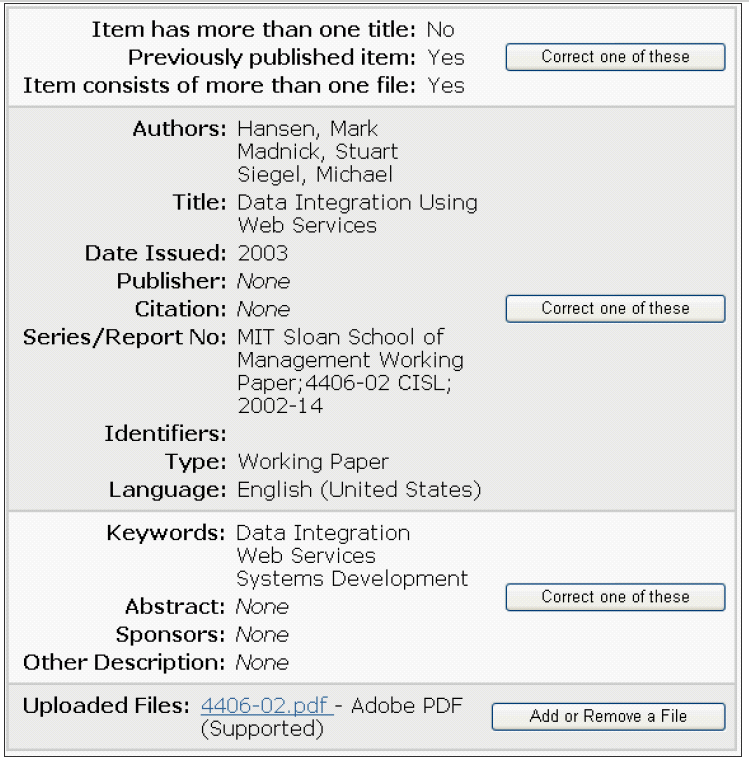 Item has more than one title: No
Previously published item: Yes
Item consists of more than one file: Yes
Correct one of these
Authors: Hansen, Mark
Madnick, Stuart
Siegel, Michael
Title: Data Integration Using
Web Services
Date Issued: 2003
Publisher: None
Citation: None
Correct one of these
Series/Report No: MIT Sloan School of
Management Working
Paper;4406-02 CISL;
2002-14
Identifiers:
Type: Working Paper
Language: English (United States)
Keywords: Data Integration
Web Services
Systems Development
Correct one of these
Abstract: None
Sponsors: None
Other Description: None
Uploaded Files: 4406-02.pdf - Adobe PDF
(Supported)
Add or Remove a File